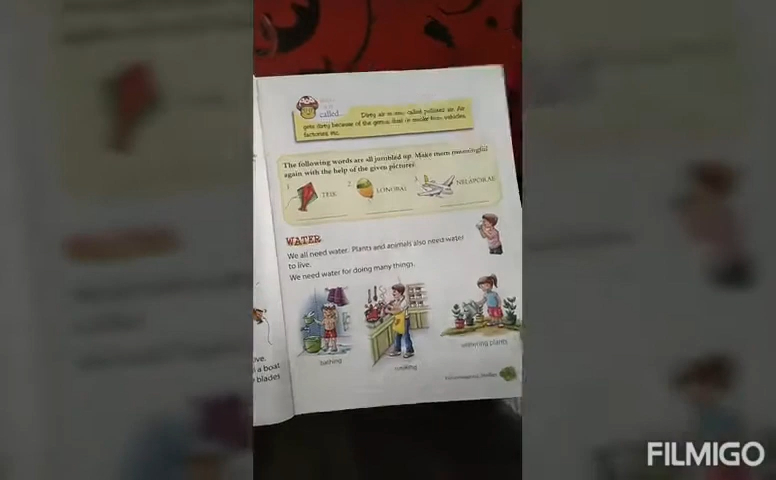 called...
Dirty air is also called polluted air. Air
gets dirty because of the germs, dust or smoke from vehicles,
factories, etc.
The following words are all jumbled up. Make them meaningful
again with the help of the given pictures.
1. TEIK
2. LONOBAL
3. NELAPORAE
WATER
We all need water. Plants and animals also need water
to live.
We need water for doing many things.
ive.
a boat
blades
bathing
cooking
watering plants
FILMIGO